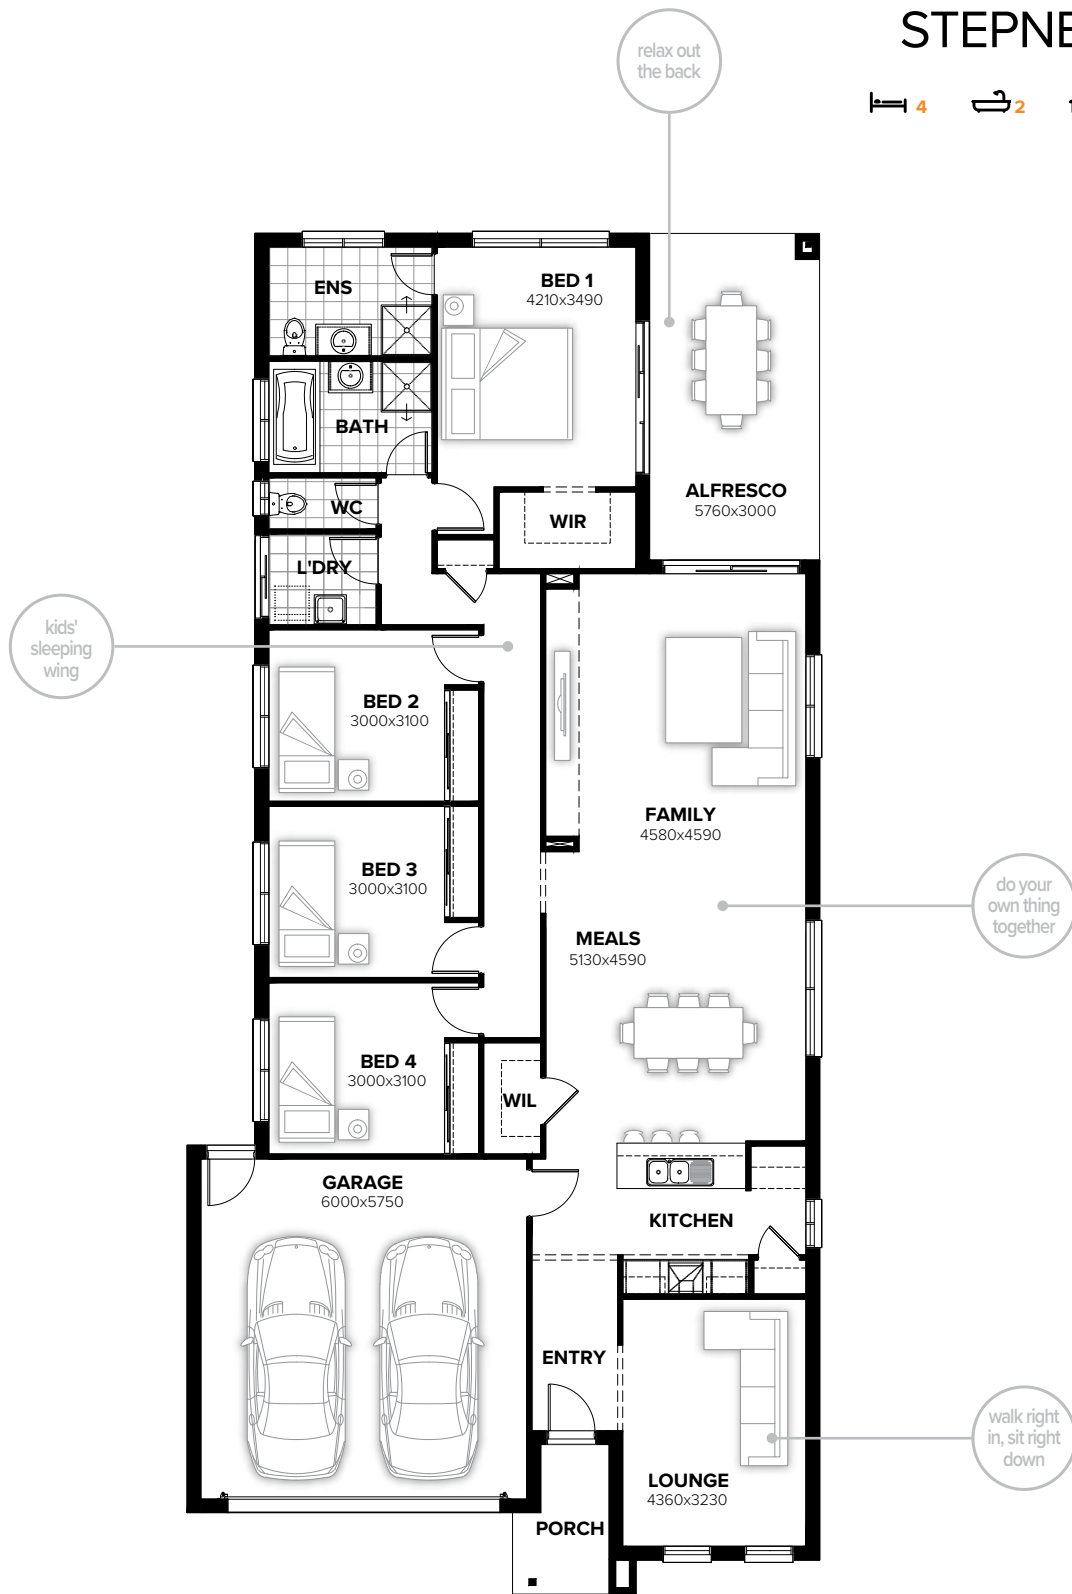 STEPNE
4 2
relax out
the back
ENS
BED 1
4210x3490
BATH
ALFRESCO
5760x3000
WC
WIR
L'DRY
kids'
sleeping
wing
BED 2
3000x3100
FAMILY
4580x4590
BED 3
3000x3100
do your
own thing
together
MEALS
5130x4590
BED 4
3000x3100
WIL
GARAGE
6000x5750
KITCHEN
ENTRY
walk right
in, sit right
down
LOUNGE
4360x3230
PORCH